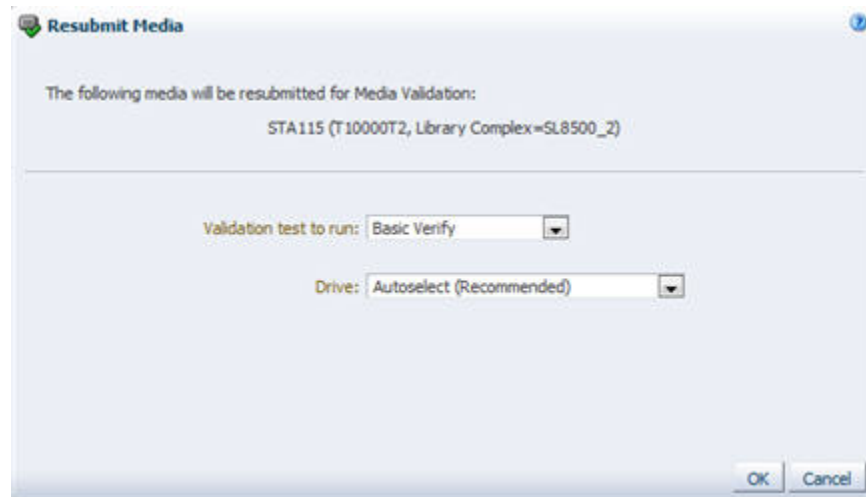 Resubmit Media
The following media will be resubmitted for Media Validation:
STA115 (T10000T2, Library Complex=SL8500_2)
Validation test to run: Basic Verify
Drive: Autoselect (Recommended)
OK Cancel